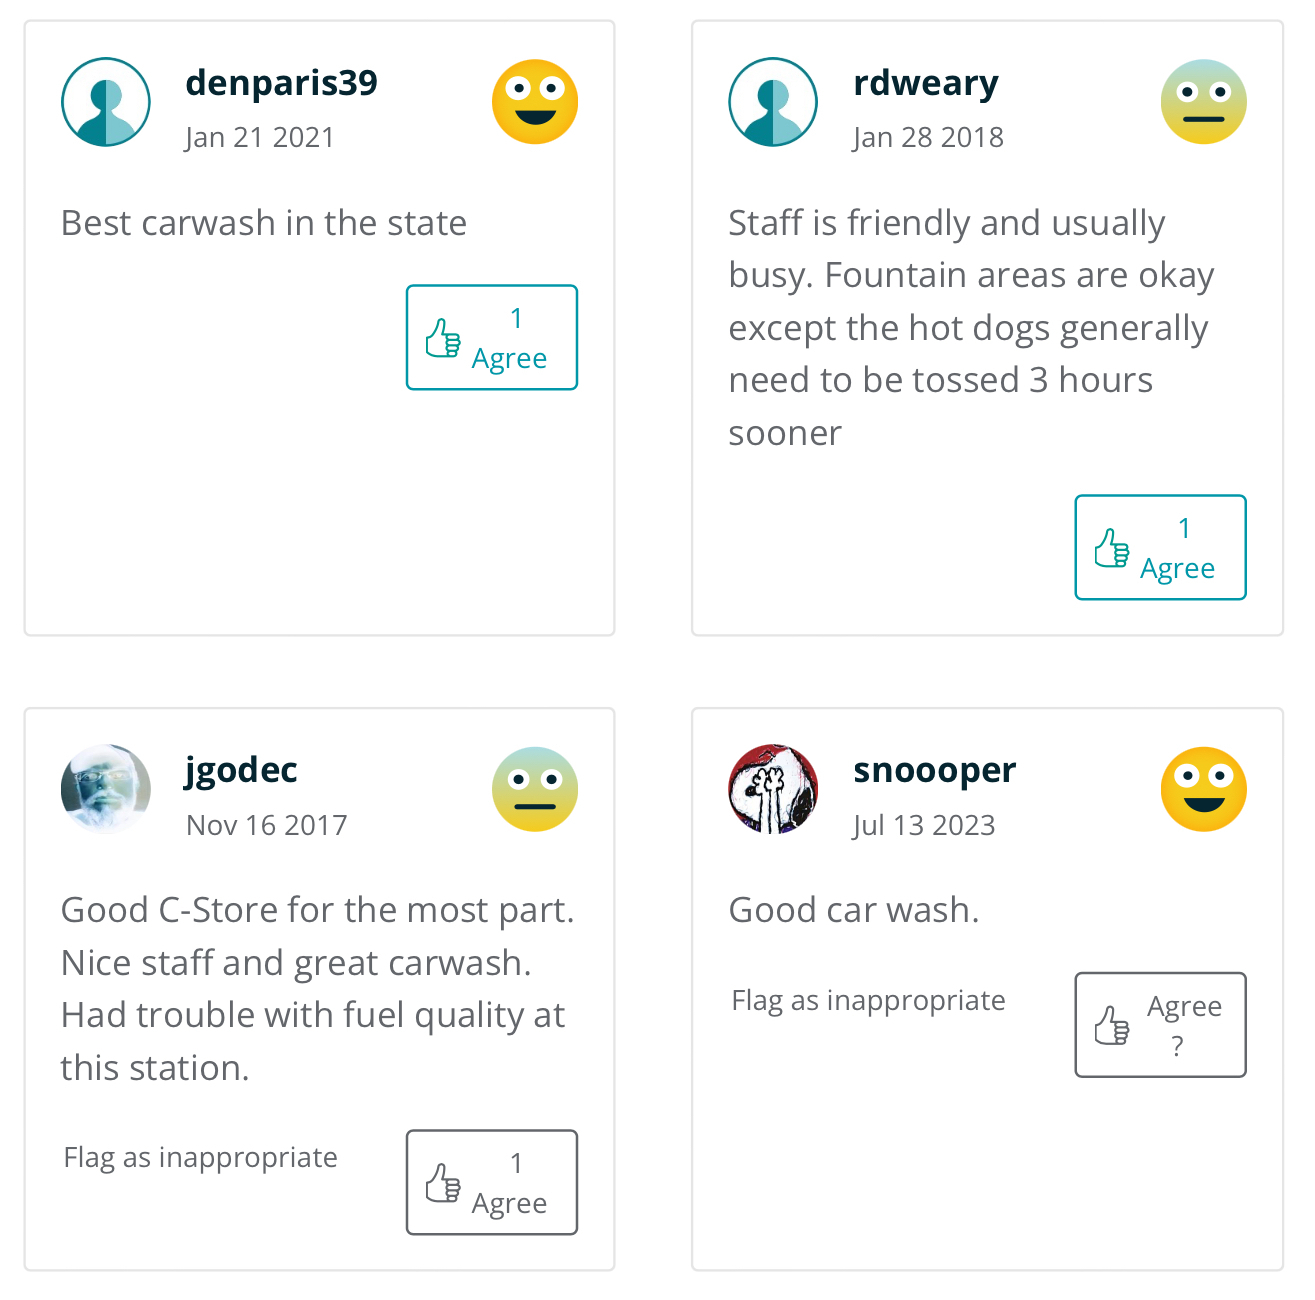 denparis39
Jan 21 2021
Best carwash in the state
1
Agree
rdweary
Jan 28 2018
Staff is friendly and usually
busy. Fountain areas are okay
except the hot dogs generally
need to be tossed 3 hours
sooner
1
Agree
jgodec
Nov 16 2017
Good C-Store for the most part.
Nice staff and great carwash.
Had trouble with fuel quality at
this station.
Flag as inappropriate
1
Agree
snoooper
Jul 13 2023
Good car wash.
Flag as inappropriate
Agree
?